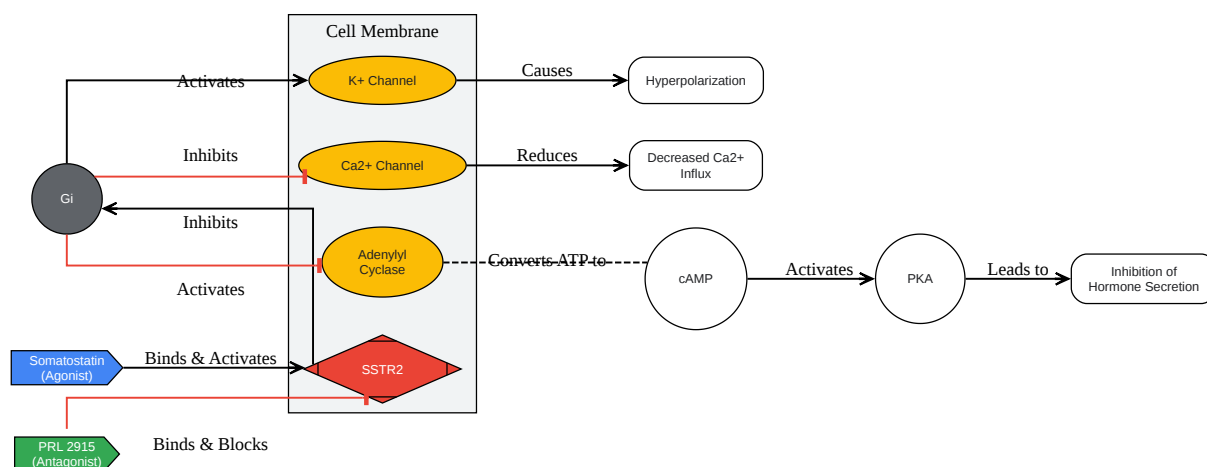 Cell Membrane
Activates
K+ Channel
Causes
Hyperpolarization
Inhibits
Ca2+ Channel
Reduces
Decreased Ca2+
Influx
Gi
Inhibits
Adenylyl
Cyclase
Converts ATP to
cAMP
Activates
PKA
Leads to
Inhibition of
Hormone Secretion
Activates
Somatostatin
(Agonist)
Binds & Activates
SSTR2
PRL 2915
(Antagonist)
Binds & Blocks